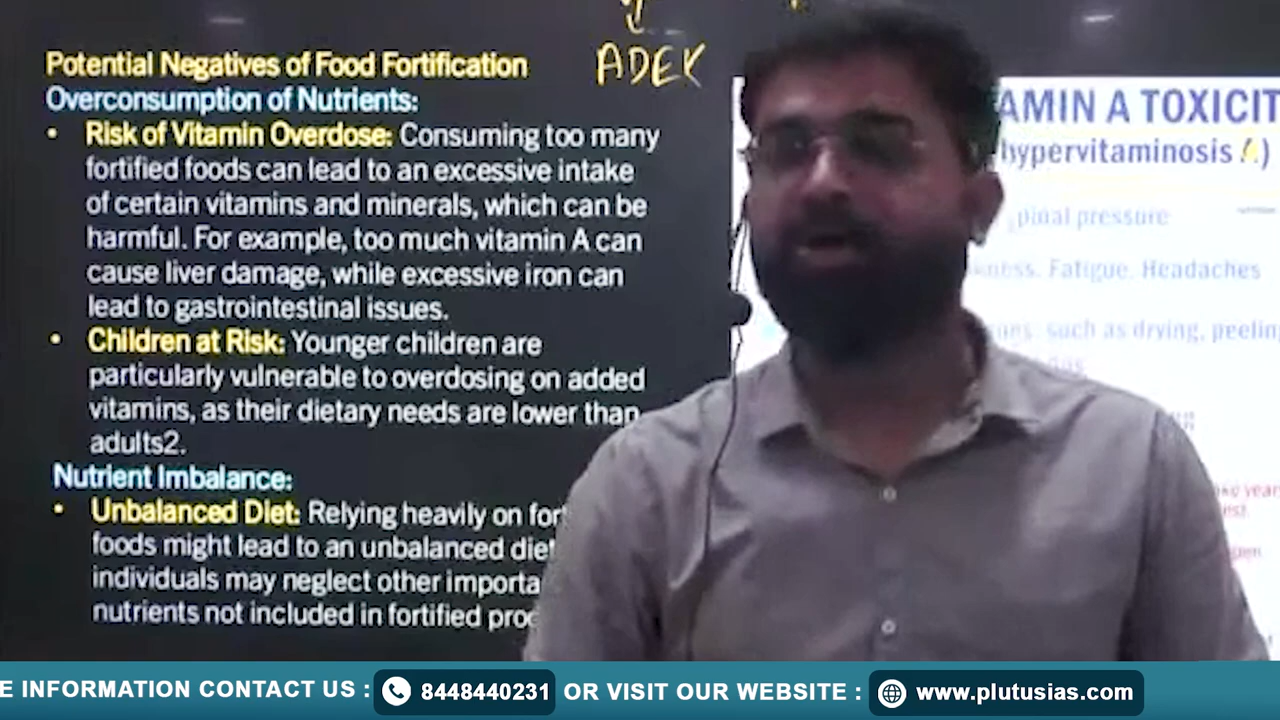 ADEK
Potential Negatives of Food Fortification
Overconsumption of Nutrients:
• Risk of Vitamin Overdose: Consuming too many
fortified foods can lead to an excessive intake
of certain vitamins and minerals, which can be
harmful. For example, too much vitamin A can
cause liver damage, while excessive iron can
lead to gastrointestinal issues.
• Children at Risk: Younger children are
particularly vulnerable to overdosing on added
vitamins, as their dietary needs are lower than
adults2.
Nutrient Imbalance:
• Unbalanced Diet: Relying heavily on for
foods might lead to an unbalanced diet
individuals may neglect other importa
nutrients not included in fortified pro
AMIN A TOXICIT
(hypervitaminosis A)
pinal pressure
kness, Fatigue, Headaches
such as drying, peeling
E INFORMATION CONTACT US : 8448440231 OR VISIT OUR WEBSITE : www.plutusias.com